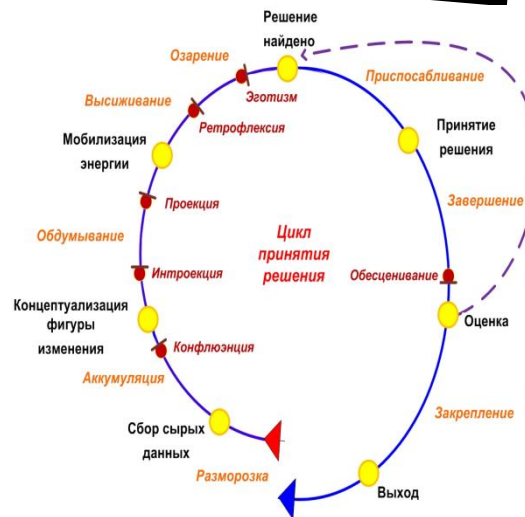 Решение
найдено
Озарение
Эготизм
Приспосабливание
Высиживание
Ретрофлексия
Мобилизация
энергии
Принятие
решения
Проекция
Завершение
Обдумывание
Цикл
принятия
решения
Интроекция
Обесценивание
Концептуализация
фигуры
изменения
Оценка
Конфлюэнция
Аккумуляция
Сбор сырых
данных
Закрепление
Разморозка
Выход